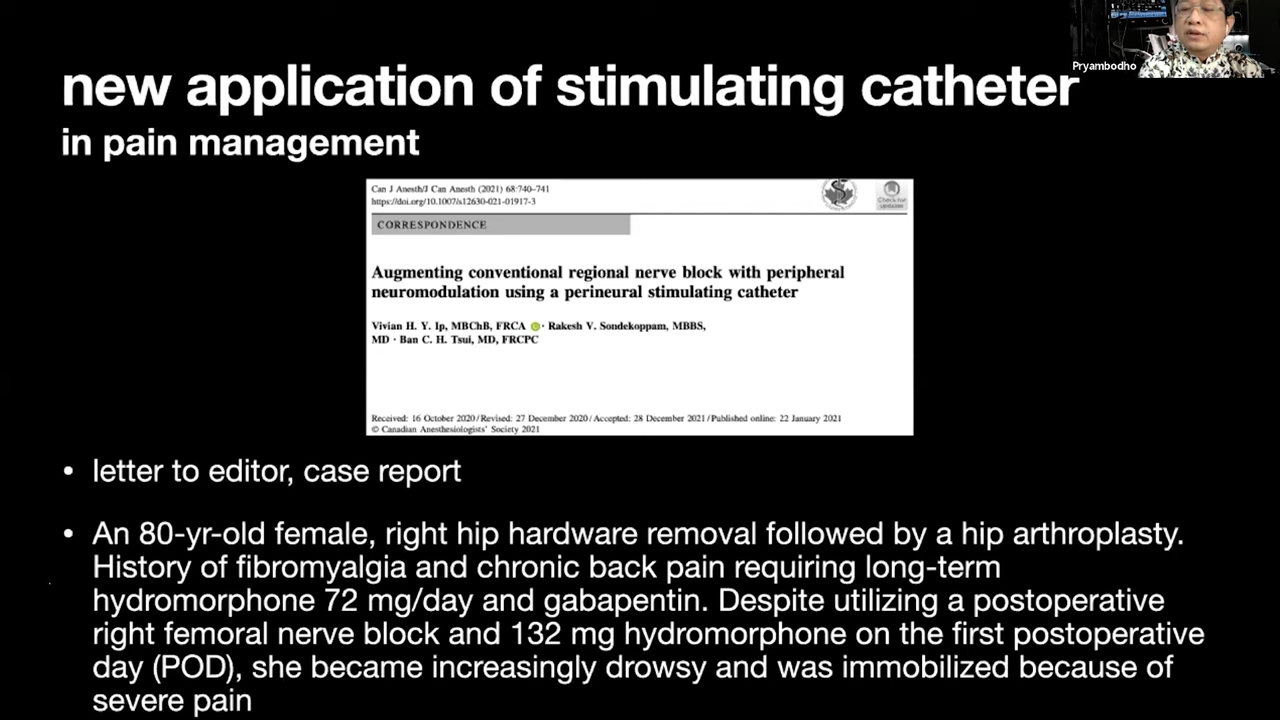 Pryambodho
new application of stimulating catheter
in pain management
Can J Anesth/J Can Anesth (2021) 68:740–741
https://doi.org/10.1007/s12630-021-01917-3
Check for
updates
CORRESPONDENCE
Augmenting conventional regional nerve block with peripheral
neuromodulation using a perineural stimulating catheter
Vivian H. Y. Ip, MBChB, FRCA · Rakesh V. Sondekoppam, MBBS,
MD · Ban C. H. Tsui, MD, FRCPC
Received: 16 October 2020 / Revised: 27 December 2020 / Accepted: 28 December 2021 / Published online: 22 January 2021
© Canadian Anesthesiologists' Society 2021
• letter to editor, case report
• An 80-yr-old female, right hip hardware removal followed by a hip arthroplasty.
History of fibromyalgia and chronic back pain requiring long-term
hydromorphone 72 mg/day and gabapentin. Despite utilizing a postoperative
right femoral nerve block and 132 mg hydromorphone on the first postoperative
day (POD), she became increasingly drowsy and was immobilized because of
severe pain